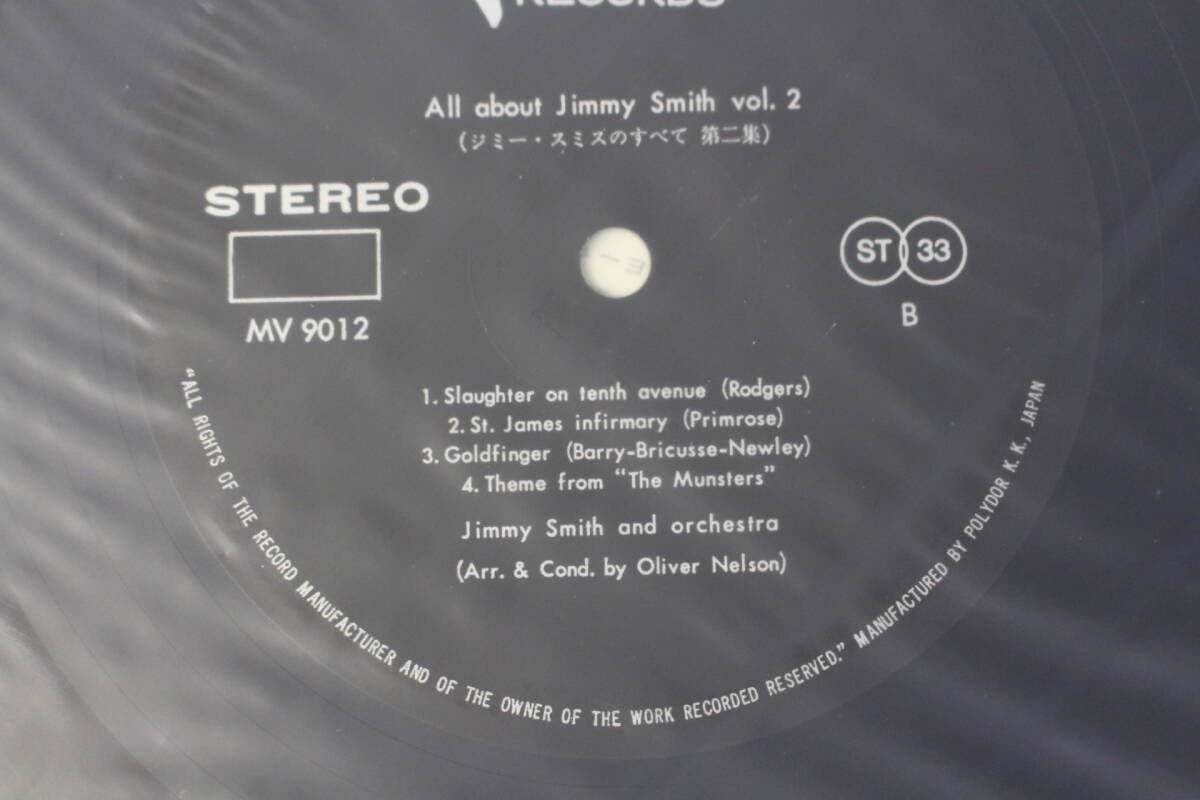 RECORDS
All about Jimmy Smith vol. 2
(ジミー・スミズのすべて 第二集)
STEREO
MV 9012
ST 33
B
1. Slaughter on tenth avenue (Rodgers)
2. St. James infirmary (Primrose)
3. Goldfinger (Barry-Bricusse-Newley)
4. Theme from "The Munsters"
Jimmy Smith and orchestra
(Arr. & Cond. by Oliver Nelson)
"ALL RIGHTS OF THE RECORD MANUFACTURER AND OF THE OWNER OF THE WORK RECORDED RESERVED." MANUFACTURED BY POLYDOR K. K., JAPAN